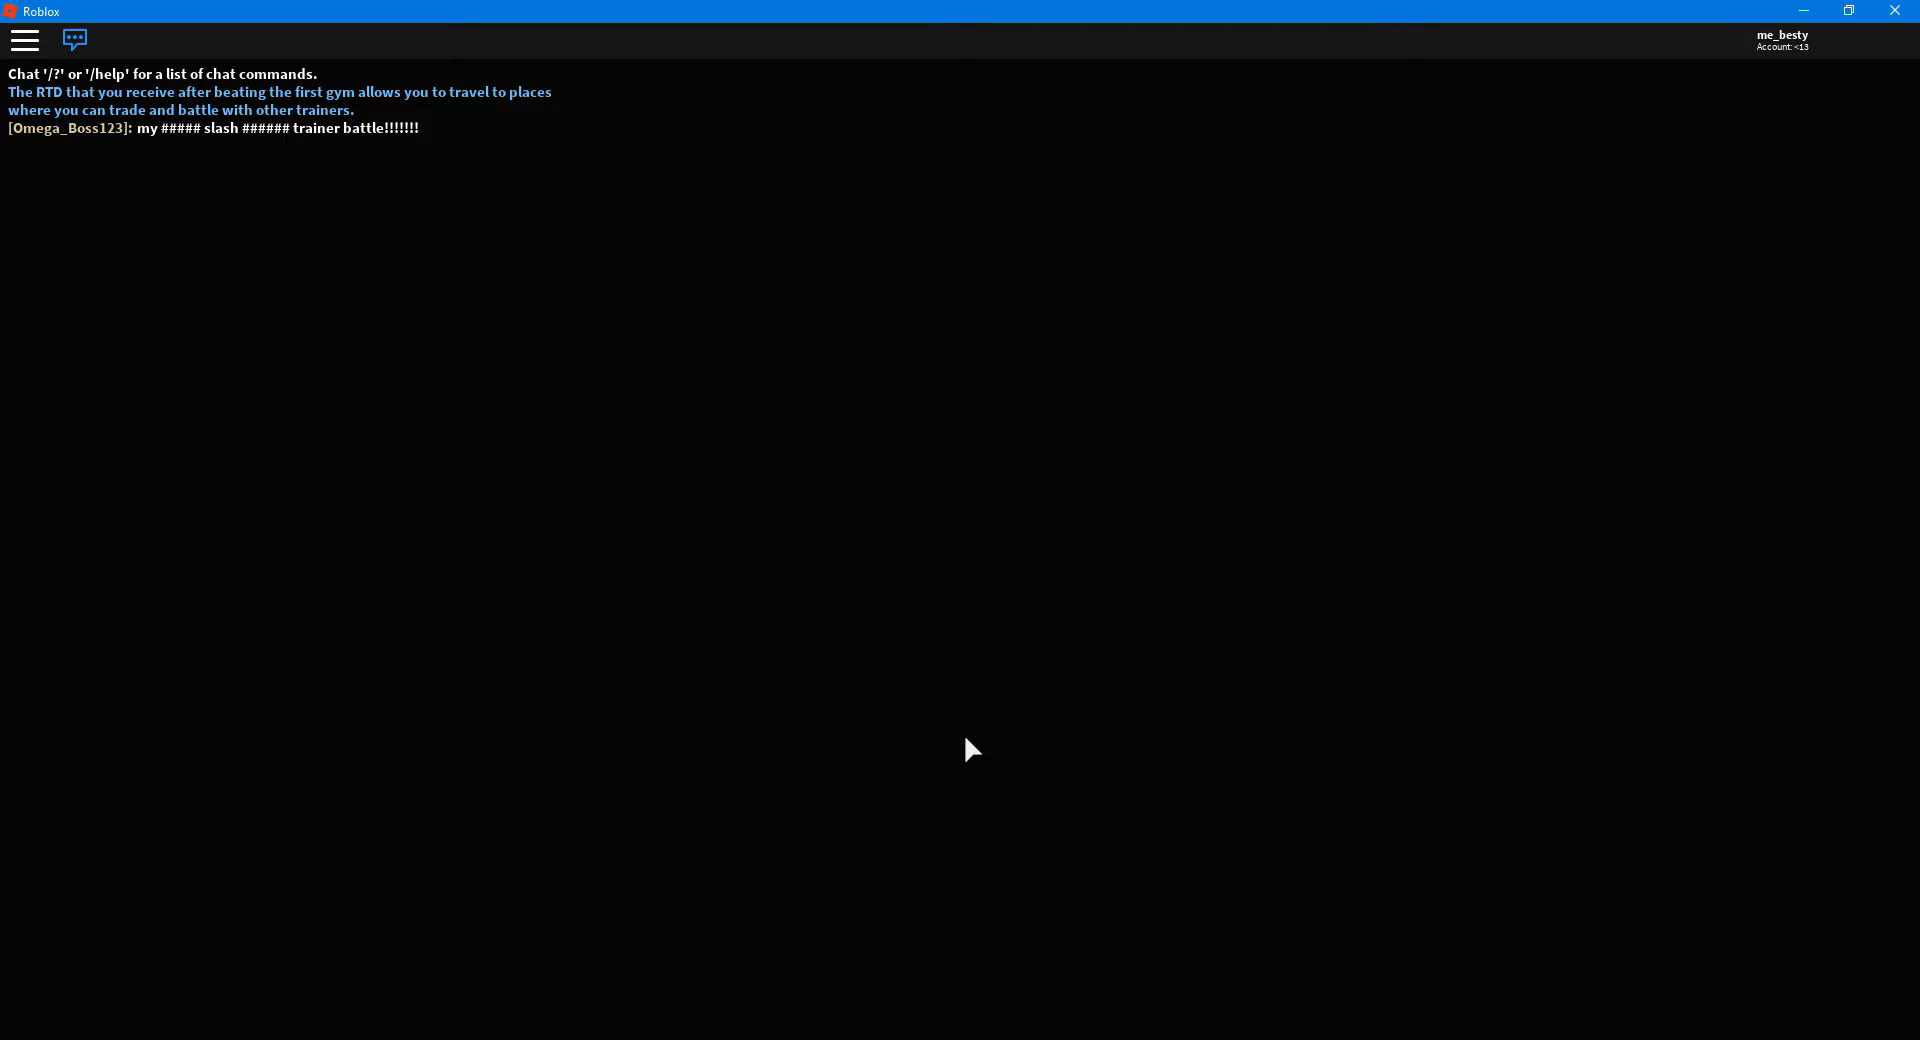 Roblox
me_besty
Account: <13
Chat '/?' or '/help' for a list of chat commands.
The RTD that you receive after beating the first gym allows you to travel to places
where you can trade and battle with other trainers.
[Omega_Boss123]: my ##### slash ###### trainer battle!!!!!!!